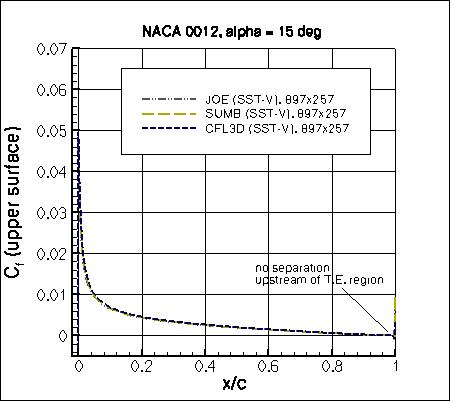 NACA 0012, alpha = 15 deg
0.07
0.06
0.05
0.04
0.03
0.02
0.01
0
Cf (upper surface)
JOE (SST-V), 897x257
SUMB (SST-V), 897x257
CFL3D (SST-V), 897x257
no separation
upstream of T.E. region
0 0.2 0.4 0.6 0.8 1
x/c